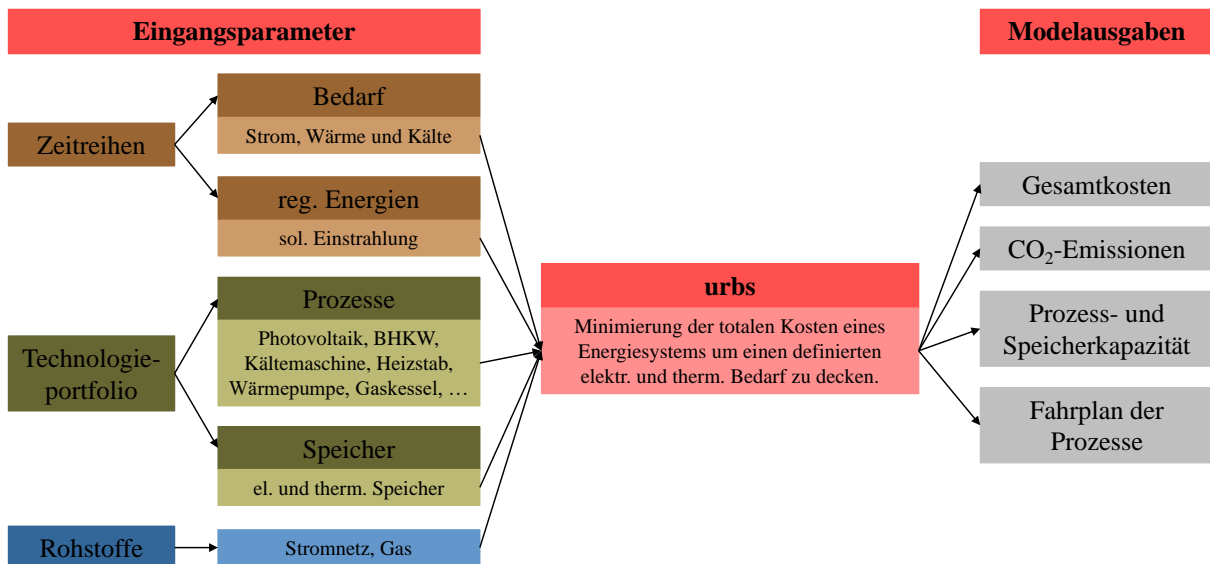 Eingangsparameter
Modelausgaben
Zeitreihen
Bedarf
Strom, Wärme und Kälte
reg. Energien
sol. Einstrahlung
Technologie-
portfolio
Prozesse
Photovoltaik, BHKW,
Kältemaschine, Heizstab,
Wärmepumpe, Gaskessel, …
Speicher
el. und therm. Speicher
Rohstoffe
Stromnetz, Gas
urbs
Minimierung der totalen Kosten eines
Energiesystems um einen definierten
elektr. und therm. Bedarf zu decken.
Gesamtkosten
CO₂-Emissionen
Prozess- und
Speicherkapazität
Fahrplan der
Prozesse